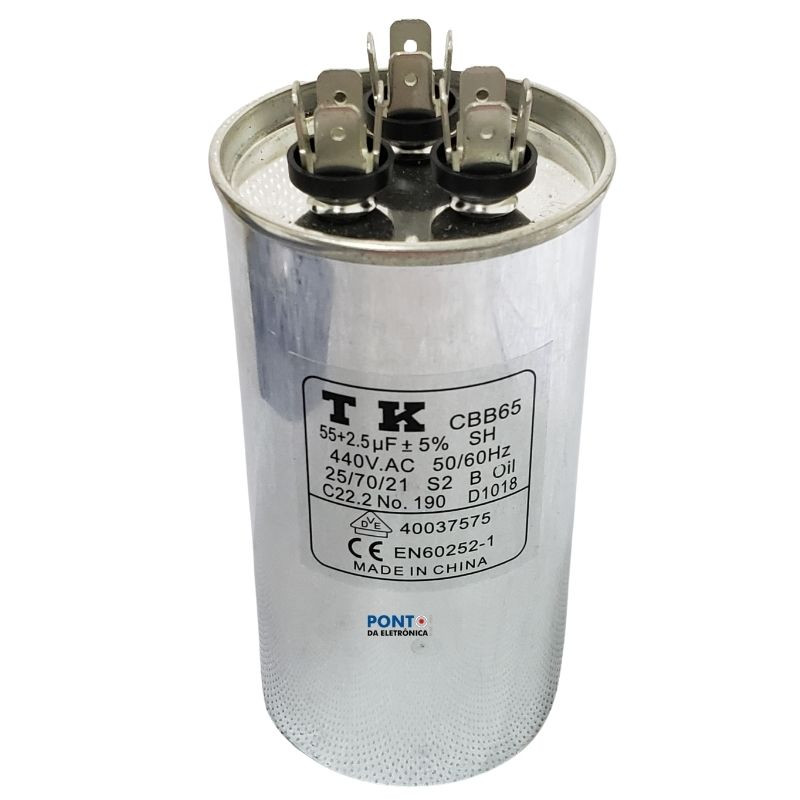 TK CBB65
55+2.5μF±5% SH
440V.AC 50/60Hz
25/70/21 S2 B Oil
C22.2 No. 190 D1018
DVE 40037575
CE EN60252-1
MADE IN CHINA
PONTO
DA ELETRÔNICA